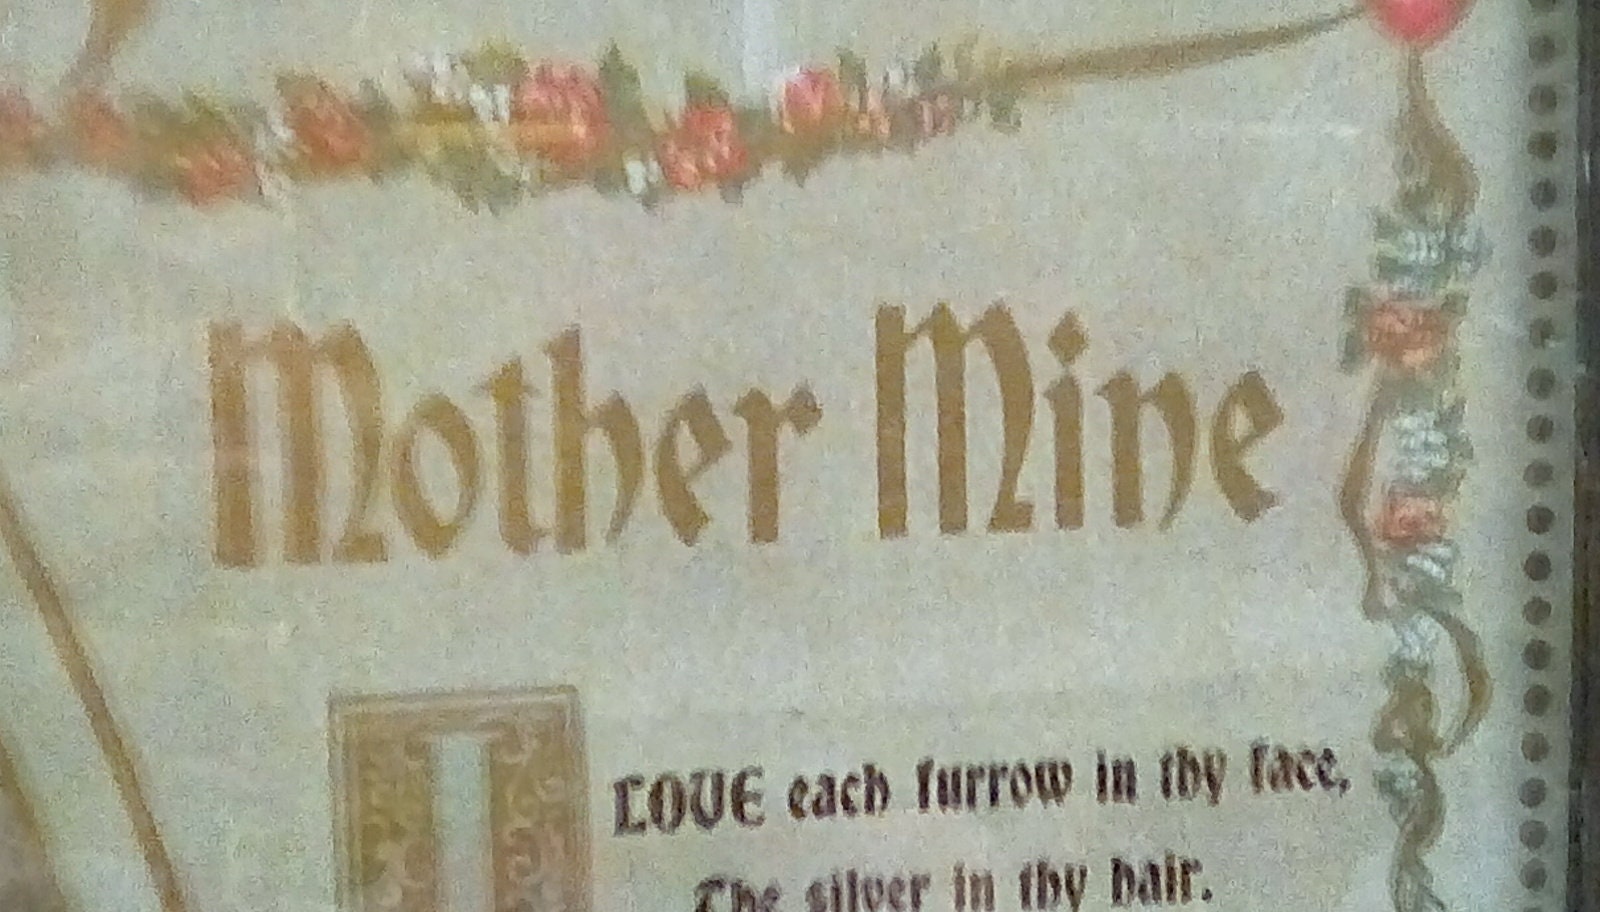 Mother Mine
I LOVE each furrow in thy face,
The silver in thy hair.